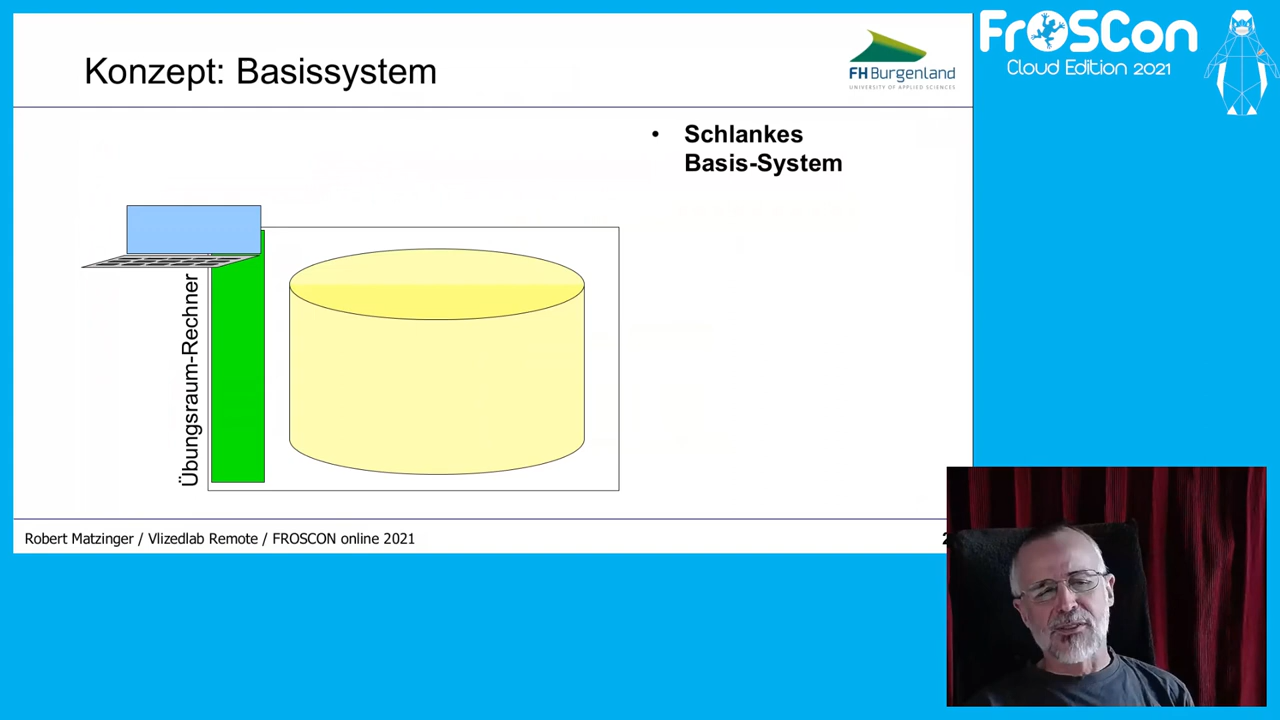 Konzept: Basissystem
FH Burgenland
UNIVERSITY OF APPLIED SCIENCES
FrOSCon
Cloud Edition 2021
• Schlankes
Basis-System
Übungsraum-Rechner
Robert Matzinger / Vlizedlab Remote / FROSCON online 2021
2